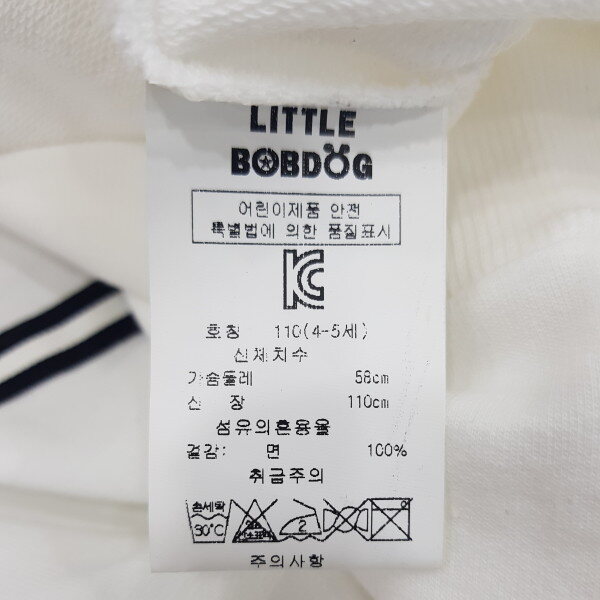 LITTLE
BOBDOG
어린이제품 안전
특별법에 의한 품질표시
호칭 110(4-5세)
신체치수
가슴둘레 58cm
신 장 110cm
섬유의혼용율
겉감: 면 100%
취급주의
손세탁
30℃
2
주의사항